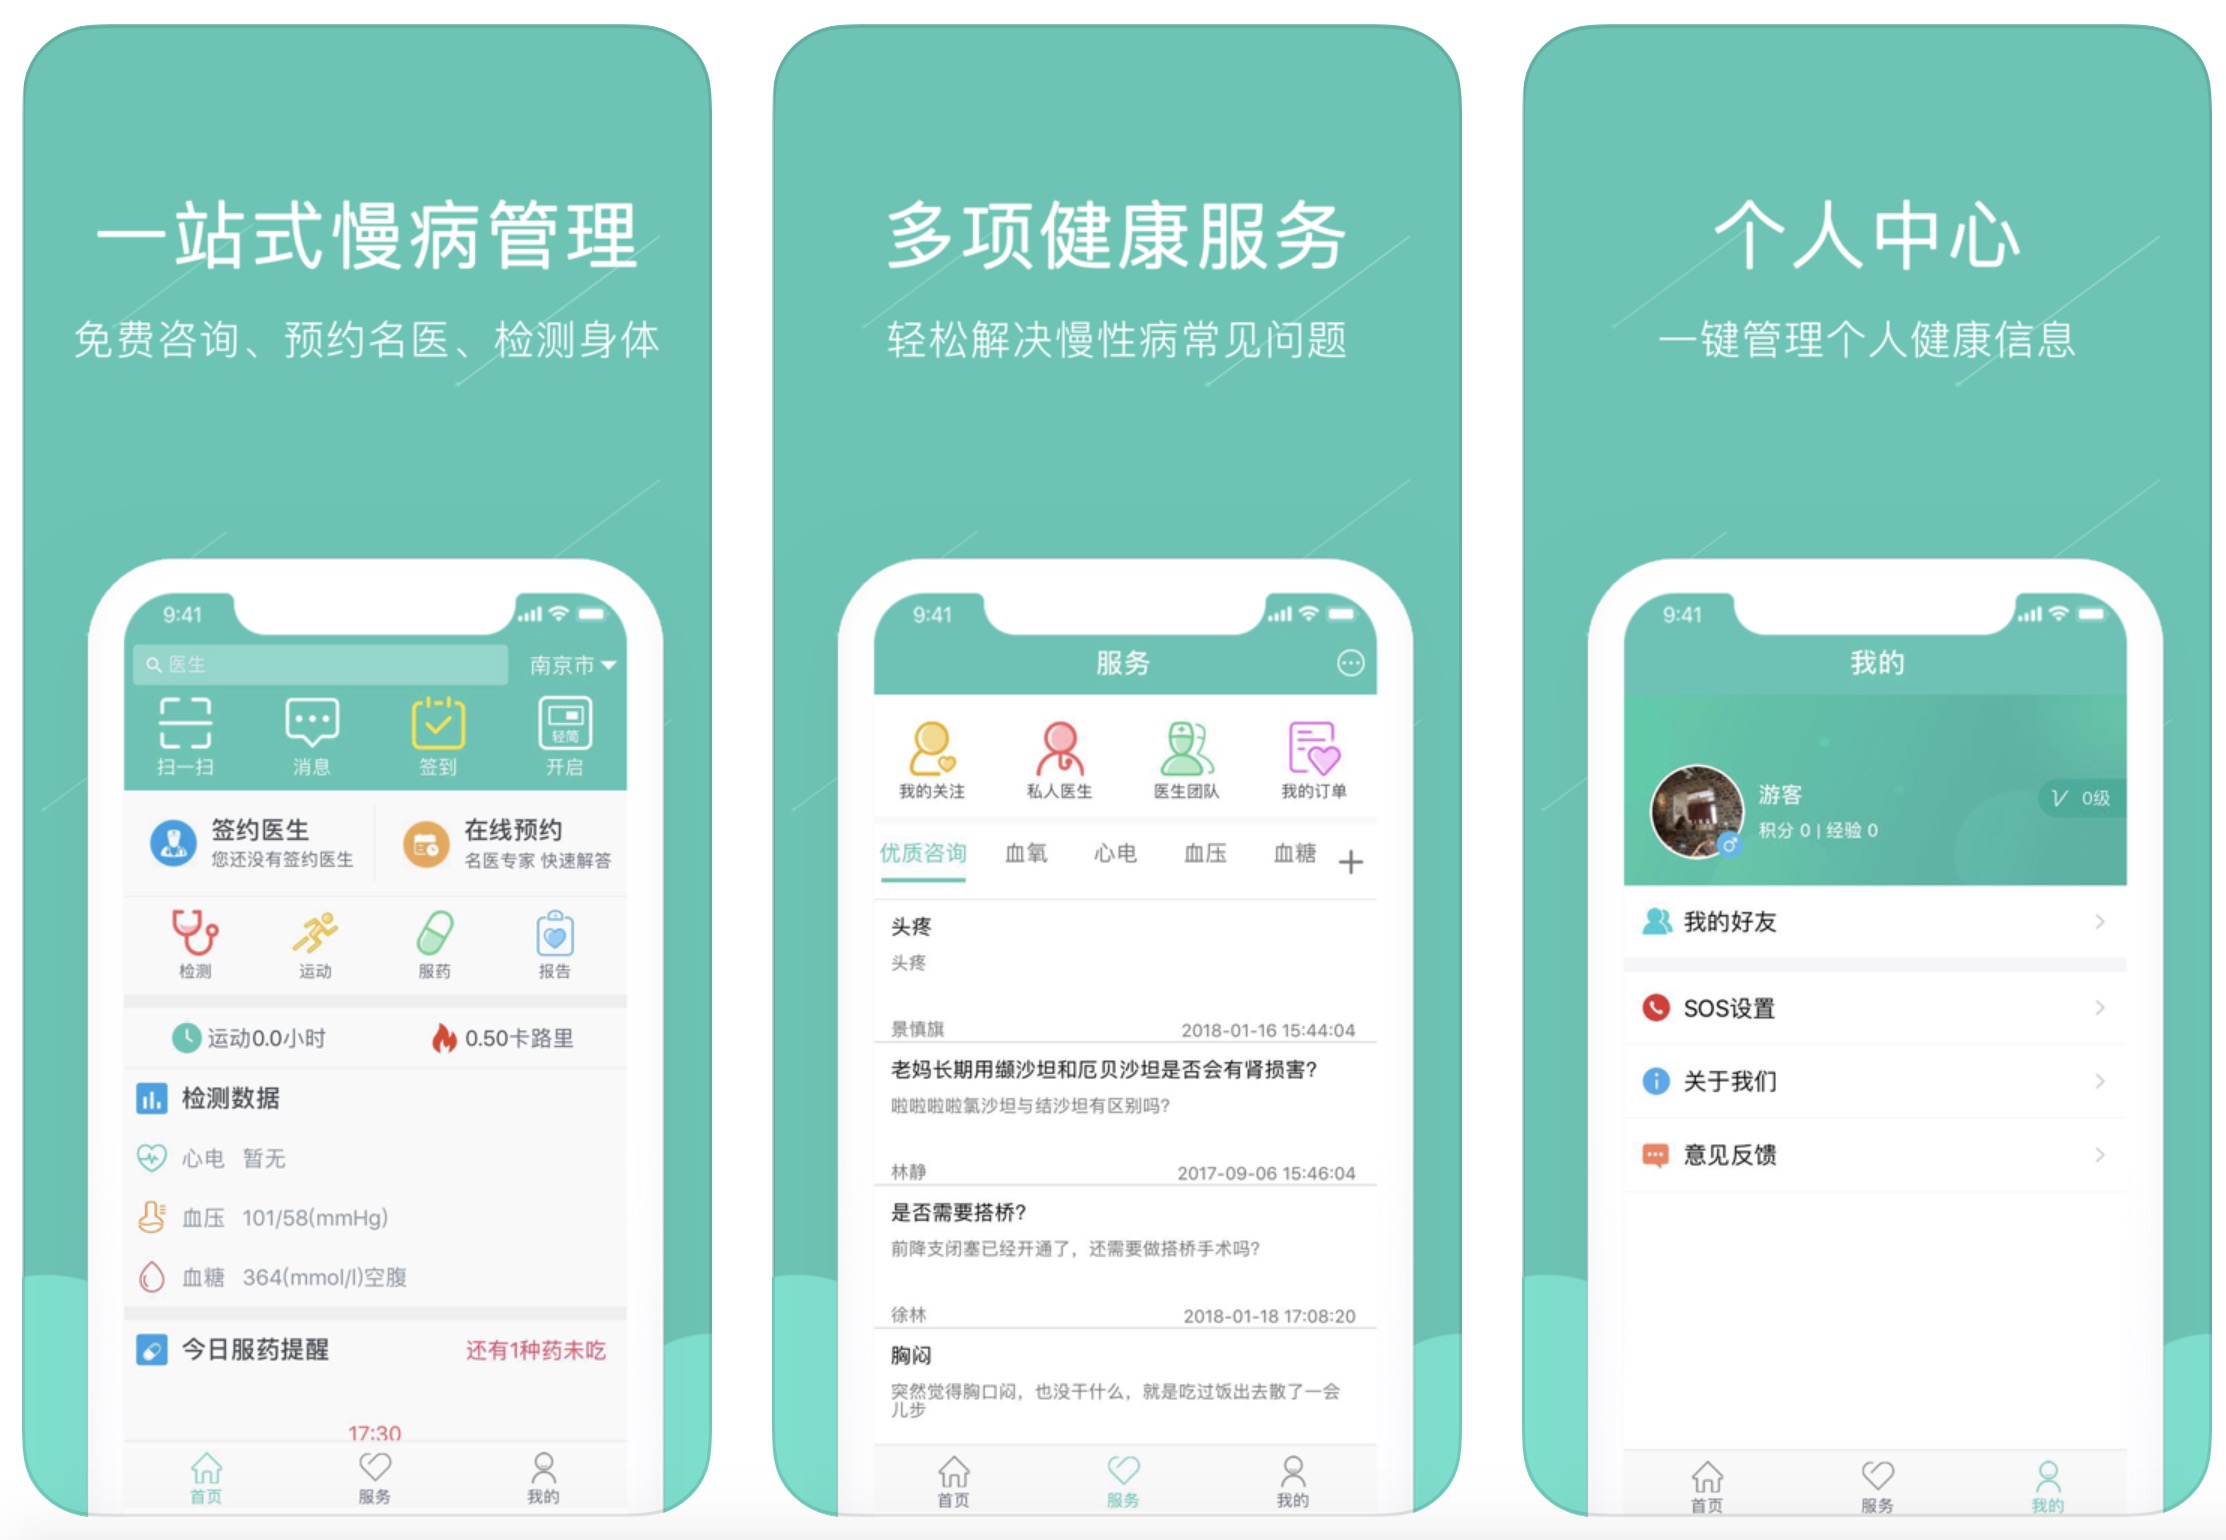 一站式慢病管理
免费咨询、预约名医、检测身体
9:41
医生 南京市
轻简
扫一扫 消息 签到 开启
签约医生 在线预约
您还没有签约医生 名医专家 快速解答
检测 运动 服药 报告
运动0.0小时 0.50卡路里
检测数据
心电 暂无
血压 101/58(mmHg)
血糖 364(mmol/l)空腹
今日服药提醒 还有1种药未吃
17:30
首页 服务 我的
多项健康服务
轻松解决慢性病常见问题
9:41
服务
我的关注 私人医生 医生团队 我的订单
优质咨询 血氧 心电 血压 血糖 +
头疼
头疼
景慎旗 2018-01-16 15:44:04
老妈长期用缬沙坦和厄贝沙坦是否会有肾损害?
啦啦啦啦氯沙坦与结沙坦有区别吗?
林静 2017-09-06 15:46:04
是否需要搭桥?
前降支闭塞已经开通了，还需要做搭桥手术吗?
徐林 2018-01-18 17:08:20
胸闷
突然觉得胸口闷，也没干什么，就是吃过饭出去散了一会
儿步
首页 服务 我的
个人中心
一键管理个人健康信息
9:41
我的
游客
积分 0 | 经验 0
V 0级
我的好友
SOS设置
关于我们
意见反馈
首页 服务 我的